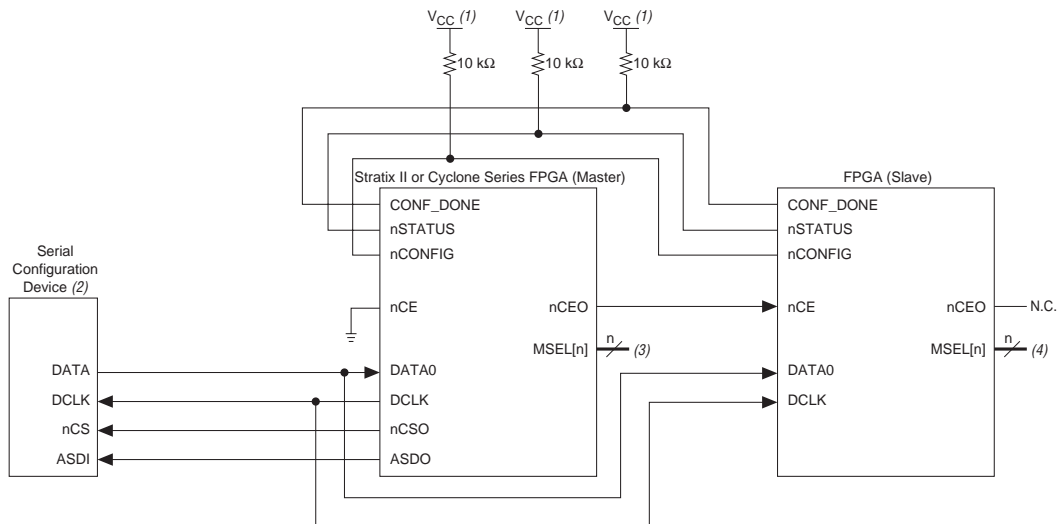 VCC (1)
VCC (1)
VCC (1)
10 kΩ
10 kΩ
10 kΩ
Stratix II or Cyclone Series FPGA (Master)
FPGA (Slave)
CONF_DONE
nSTATUS
nCONFIG
nCE
nCEO
MSEL[n]
n
(3)
DATA0
DCLK
nCSO
ASDO
CONF_DONE
nSTATUS
nCONFIG
nCE
nCEO
N.C.
MSEL[n]
n
(4)
DATA0
DCLK
Serial
Configuration
Device (2)
DATA
DCLK
nCS
ASDI